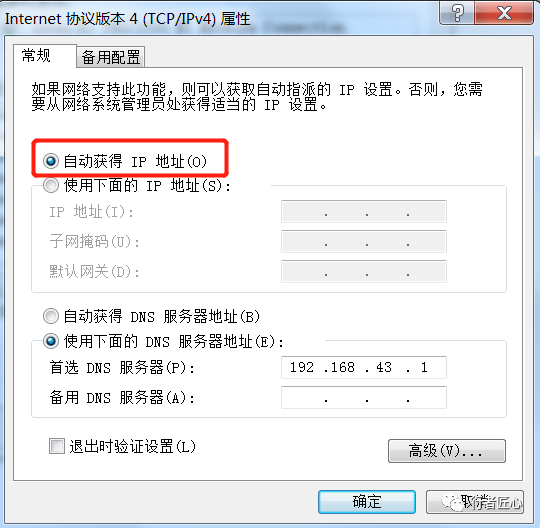 Internet 协议版本 4 (TCP/IPv4) 属性
常规
备用配置
如果网络支持此功能，则可以获取自动指派的 IP 设置。否则，您需
要从网络系统管理员处获得适当的 IP 设置。
自动获得 IP 地址(O)
使用下面的 IP 地址(S):
IP 地址(I):
子网掩码(U):
默认网关(D):
自动获得 DNS 服务器地址(B)
使用下面的 DNS 服务器地址(E):
首选 DNS 服务器(P): 192 .168 . 43 . 1
备用 DNS 服务器(A):
退出时验证设置(L)
高级(V)...
确定